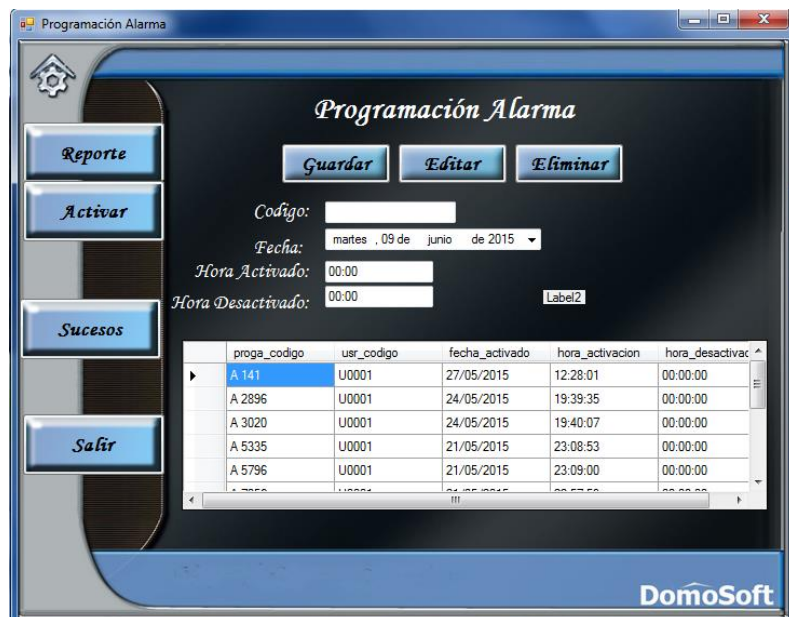 Programación Alarma
Programación Alarma
Reporte
Guardar Editar Eliminar
Activar
Codigo:
Fecha: martes , 09 de junio de 2015
Hora Activado: 00:00
Hora Desactivado: 00:00 Label2
Sucesos
proga_codigo usr_codigo fecha_activado hora_activacion hora_desactivac
A 141 U0001 27/05/2015 12:28:01 00:00:00
A 2896 U0001 24/05/2015 19:39:35 00:00:00
A 3020 U0001 24/05/2015 19:40:07 00:00:00
A 5335 U0001 21/05/2015 23:08:53 00:00:00
Salir
A 5796 U0001 21/05/2015 23:09:00 00:00:00
DomoSoft